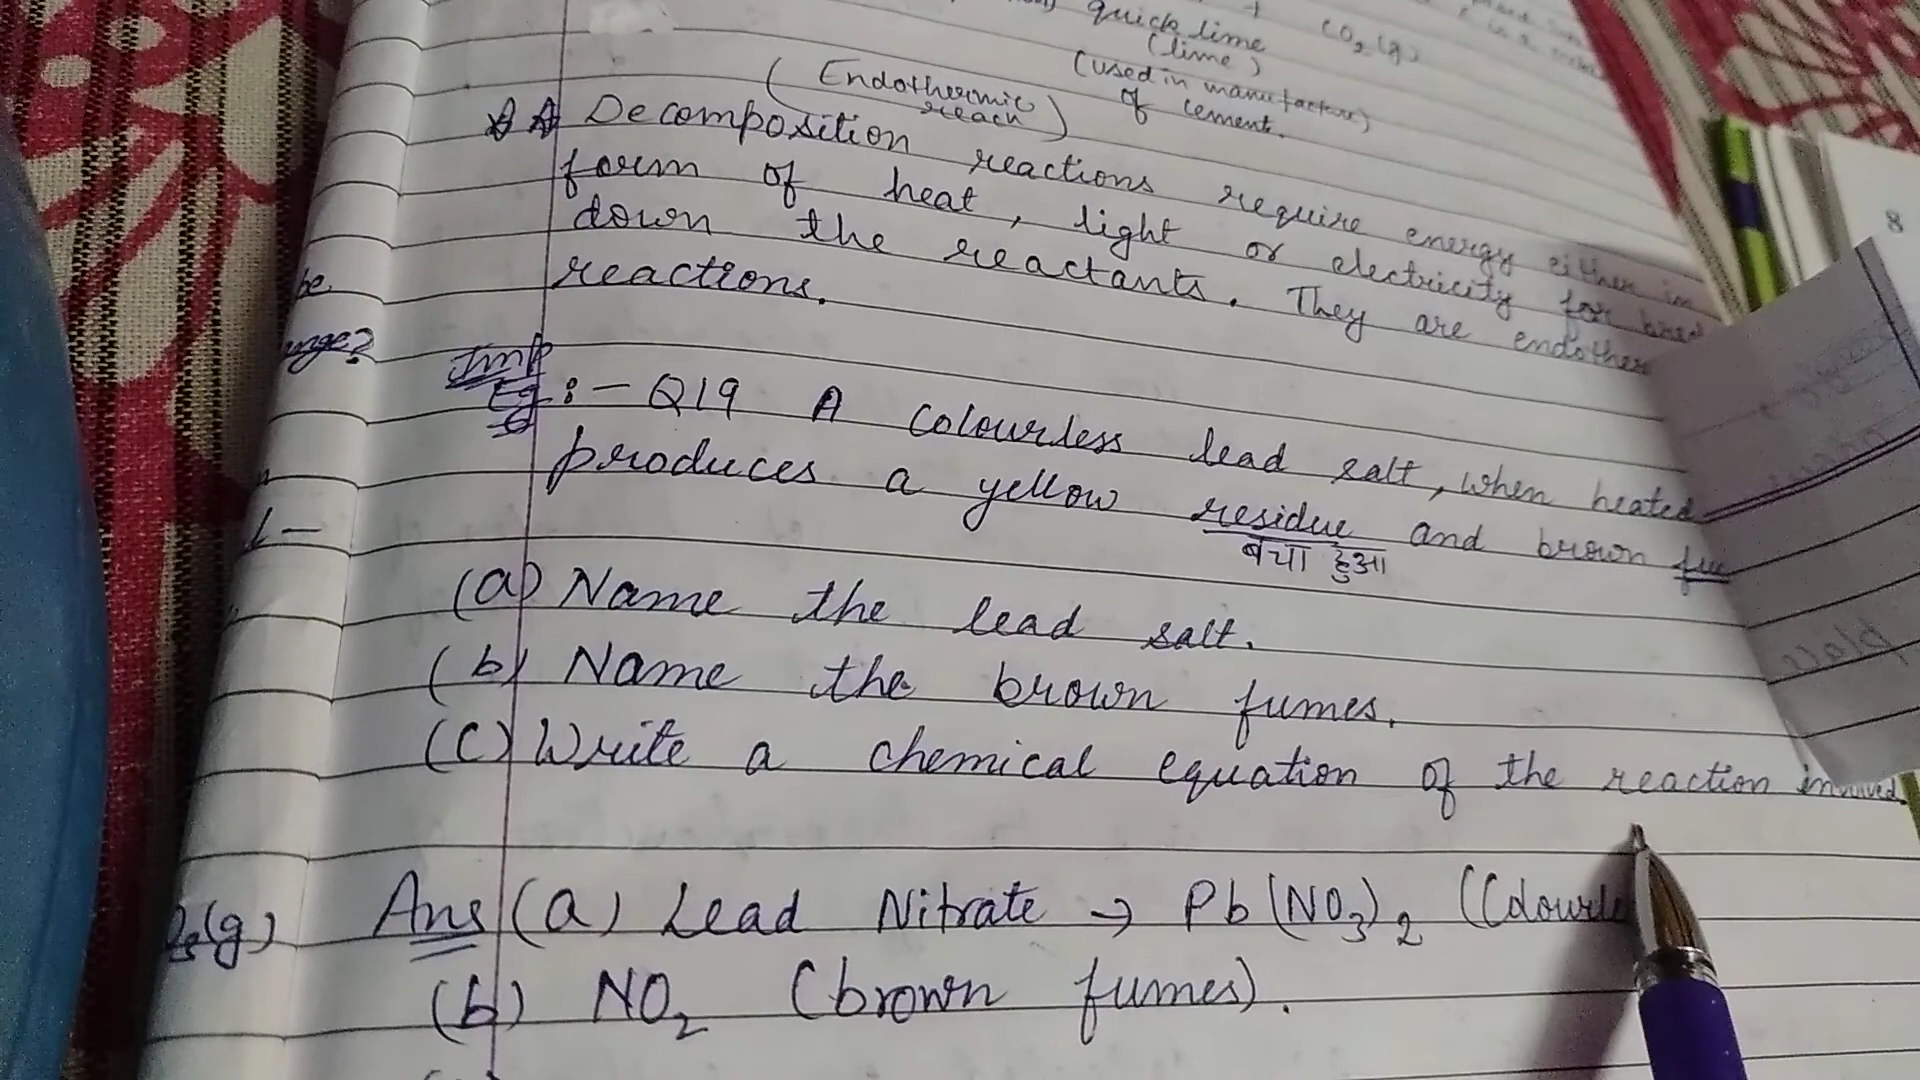 quick lime
CO2(g)
(lime)
(used in manufacture)
of cement.
(Endothermic
reach)
Decomposition reactions require energy either in
form of heat, light or electricity for
down the reactants. They are
reactions.
be
Imp
Eg:- Q19 A Colourless lead salt, when heated
produces a yellow residue and brown
बचा हुआ
(a) Name the lead salt.
(b) Name the brown fumes.
(C) Write a chemical equation of the reaction
(g)
Ans (a) Lead Nitrate → Pb(NO3)2
(b) NO2 (brown fumes).
8